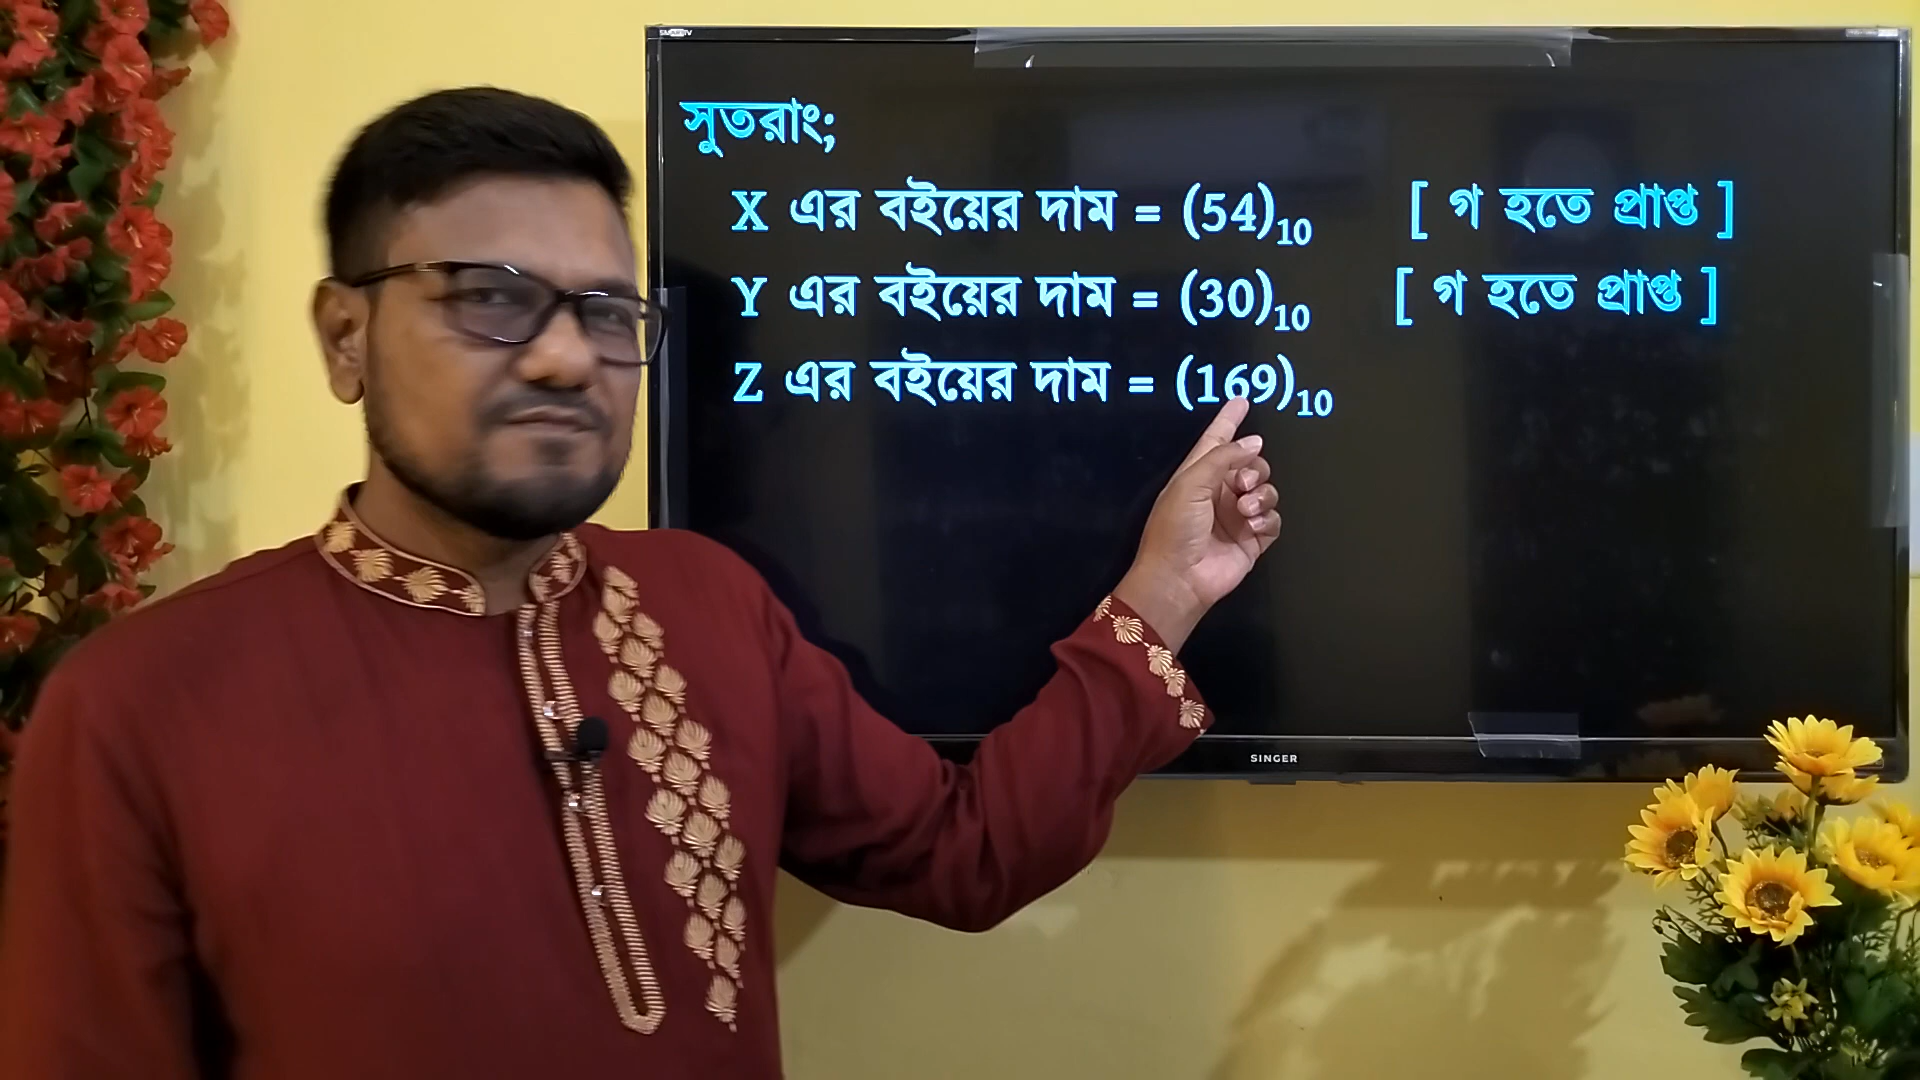 সুতরাং;
X এর বইয়ের দাম = (54)₁₀ [ গ হতে প্রাপ্ত ]
Y এর বইয়ের দাম = (30)₁₀ [ গ হতে প্রাপ্ত ]
Z এর বইয়ের দাম = (169)₁₀
SINGER